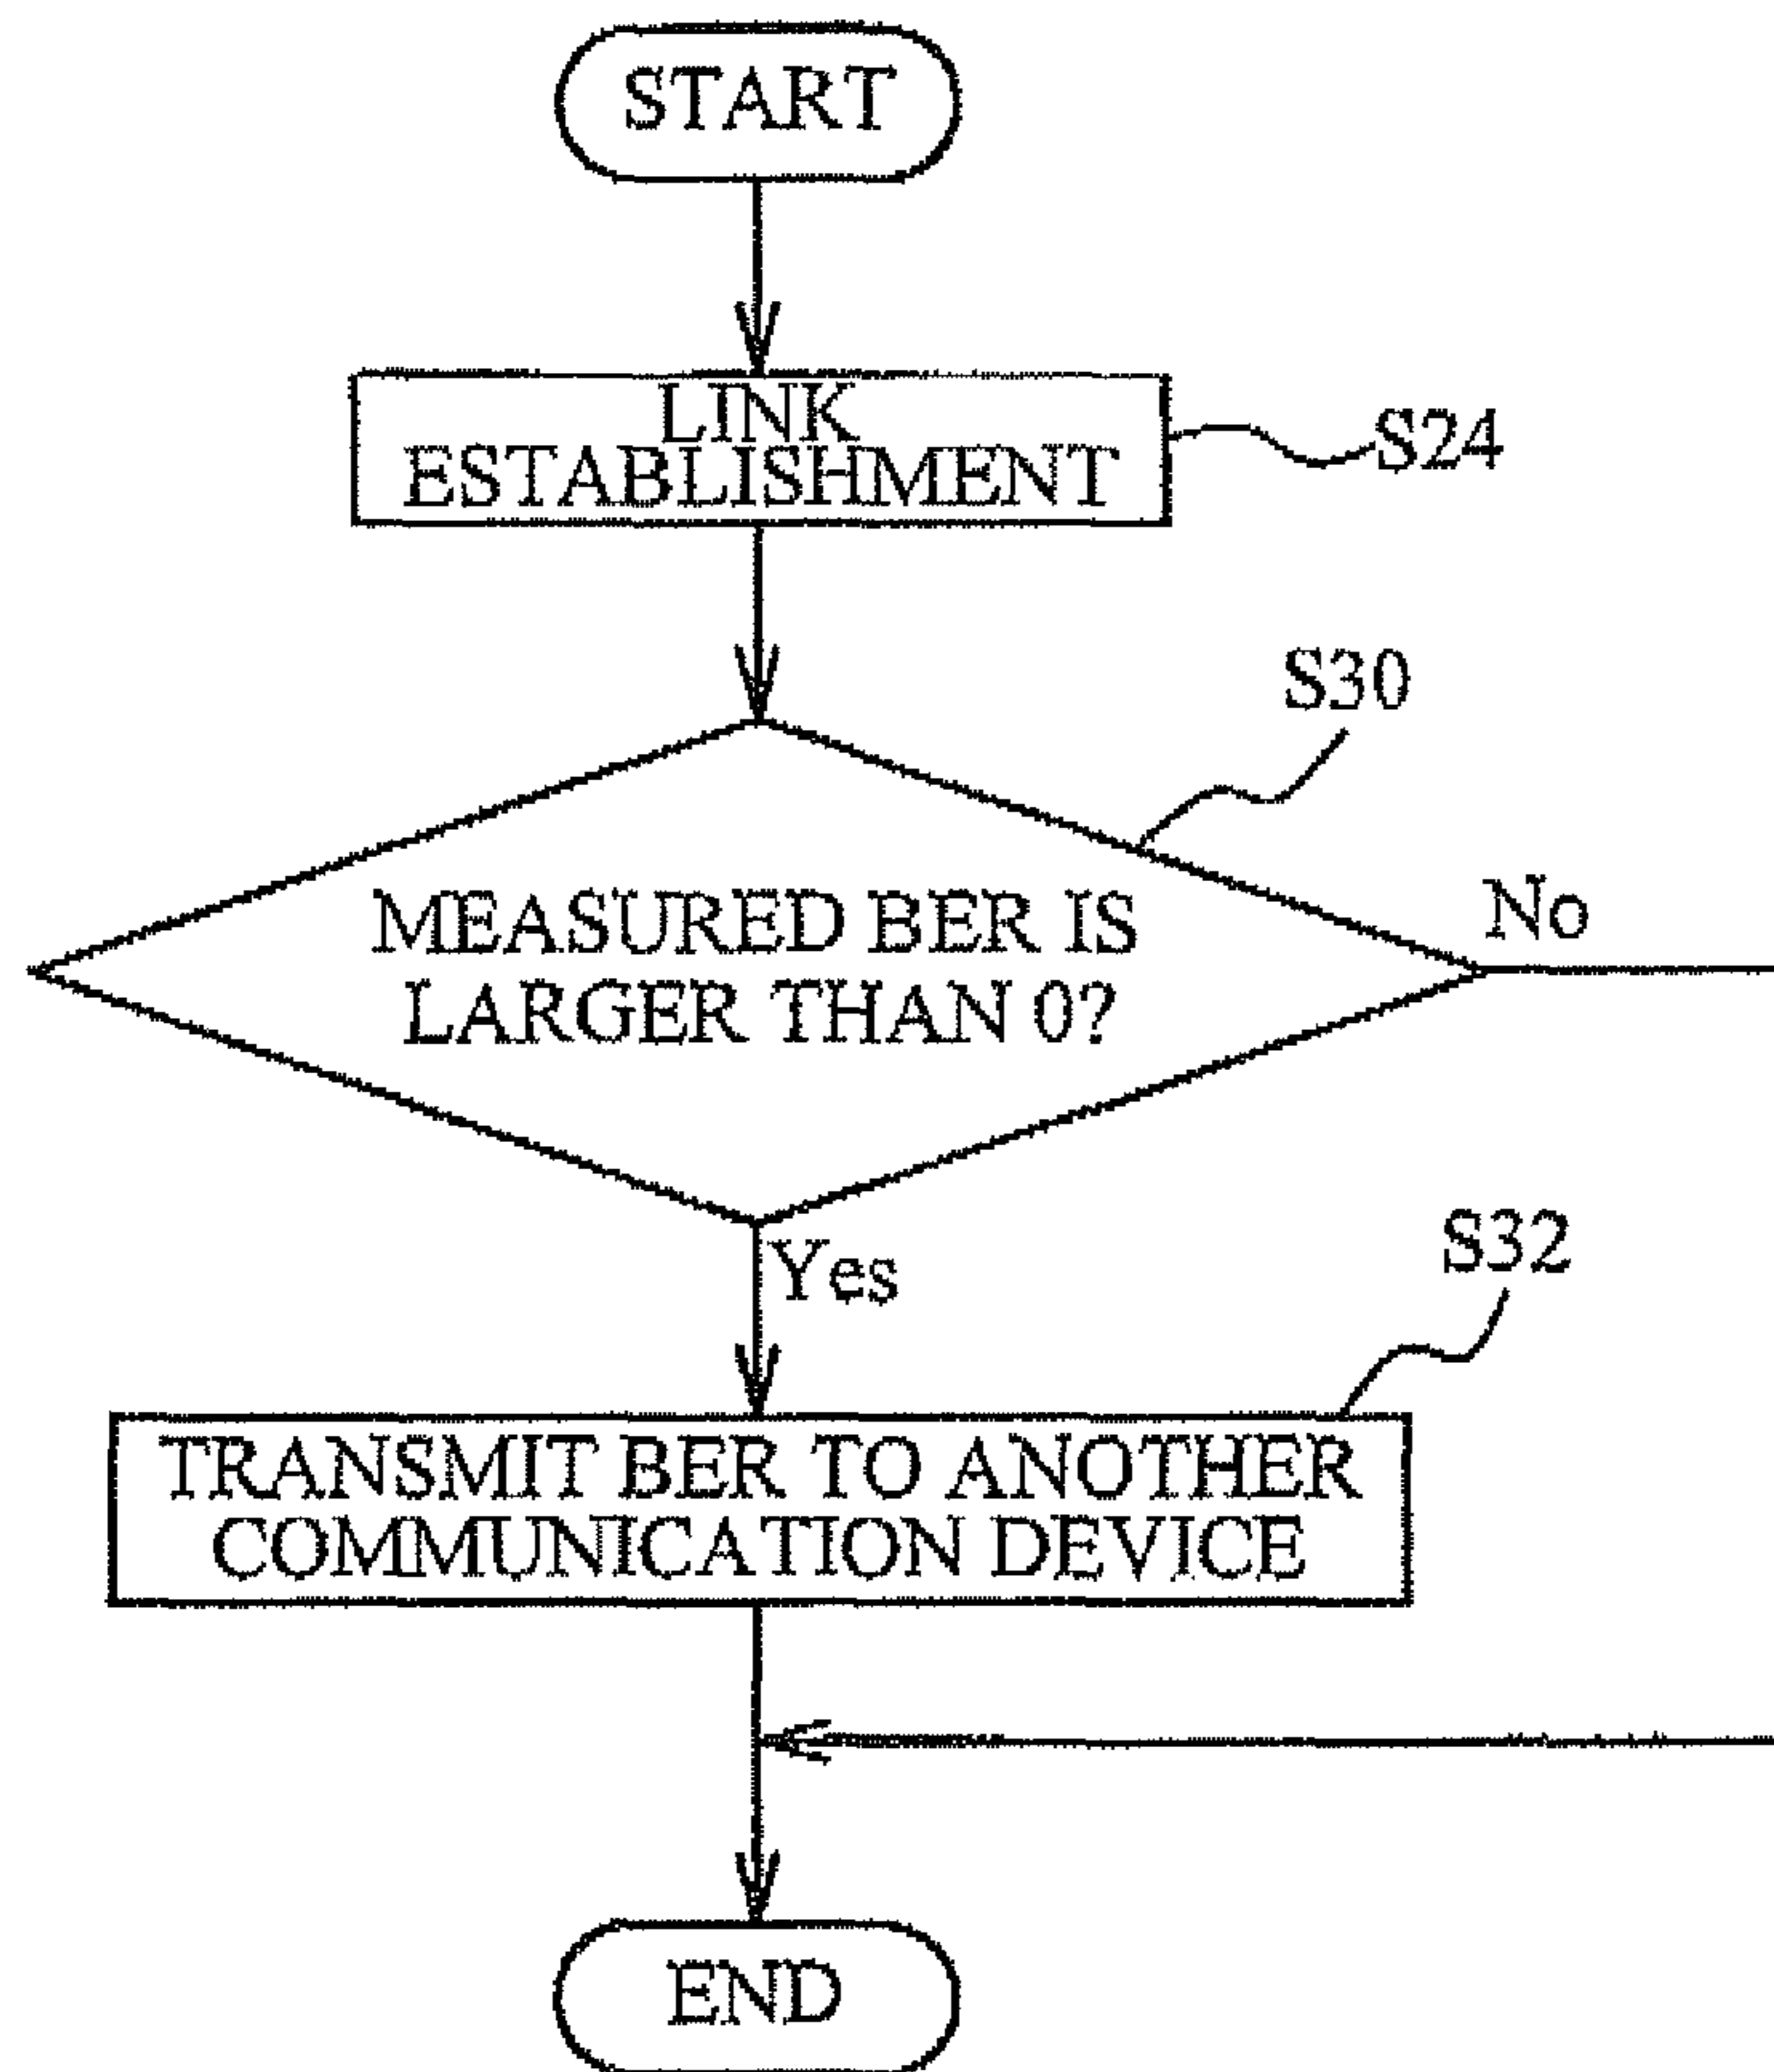 START
LINK
ESTABLISHMENT
S24
S30
MEASURED BER IS
LARGER THAN 0?
No
Yes
S32
TRANSMIT BER TO ANOTHER
COMMUNICATION DEVICE
END